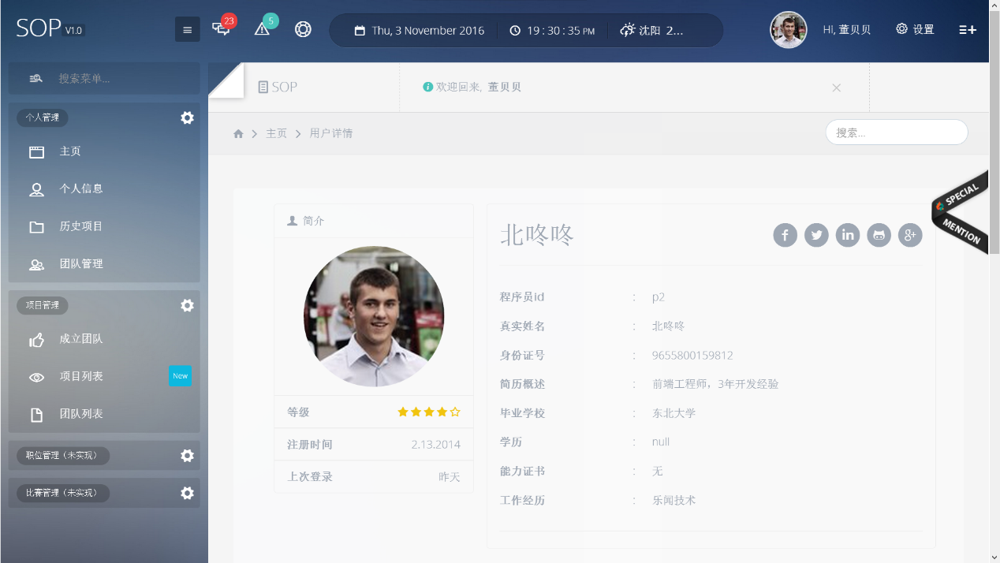 SOP V1.0
23
5
Thu, 3 November 2016
19 : 30 : 35 PM
沈阳 2...
HI, 董贝贝
设置
搜索菜单...
SOP
欢迎回来, 董贝贝
主页
用户详情
搜索...
个人管理
主页
个人信息
历史项目
团队管理
项目管理
成立团队
项目列表
New
团队列表
职位管理（未实现）
比赛管理（未实现）
SPECIAL
MENTION
简介
等级
注册时间 2.13.2014
上次登录 昨天
北咚咚
程序员id : p2
真实姓名 : 北咚咚
身份证号 : 9655800159812
简历概述 : 前端工程师，3年开发经验
毕业学校 : 东北大学
学历 : null
能力证书 : 无
工作经历 : 乐闻技术